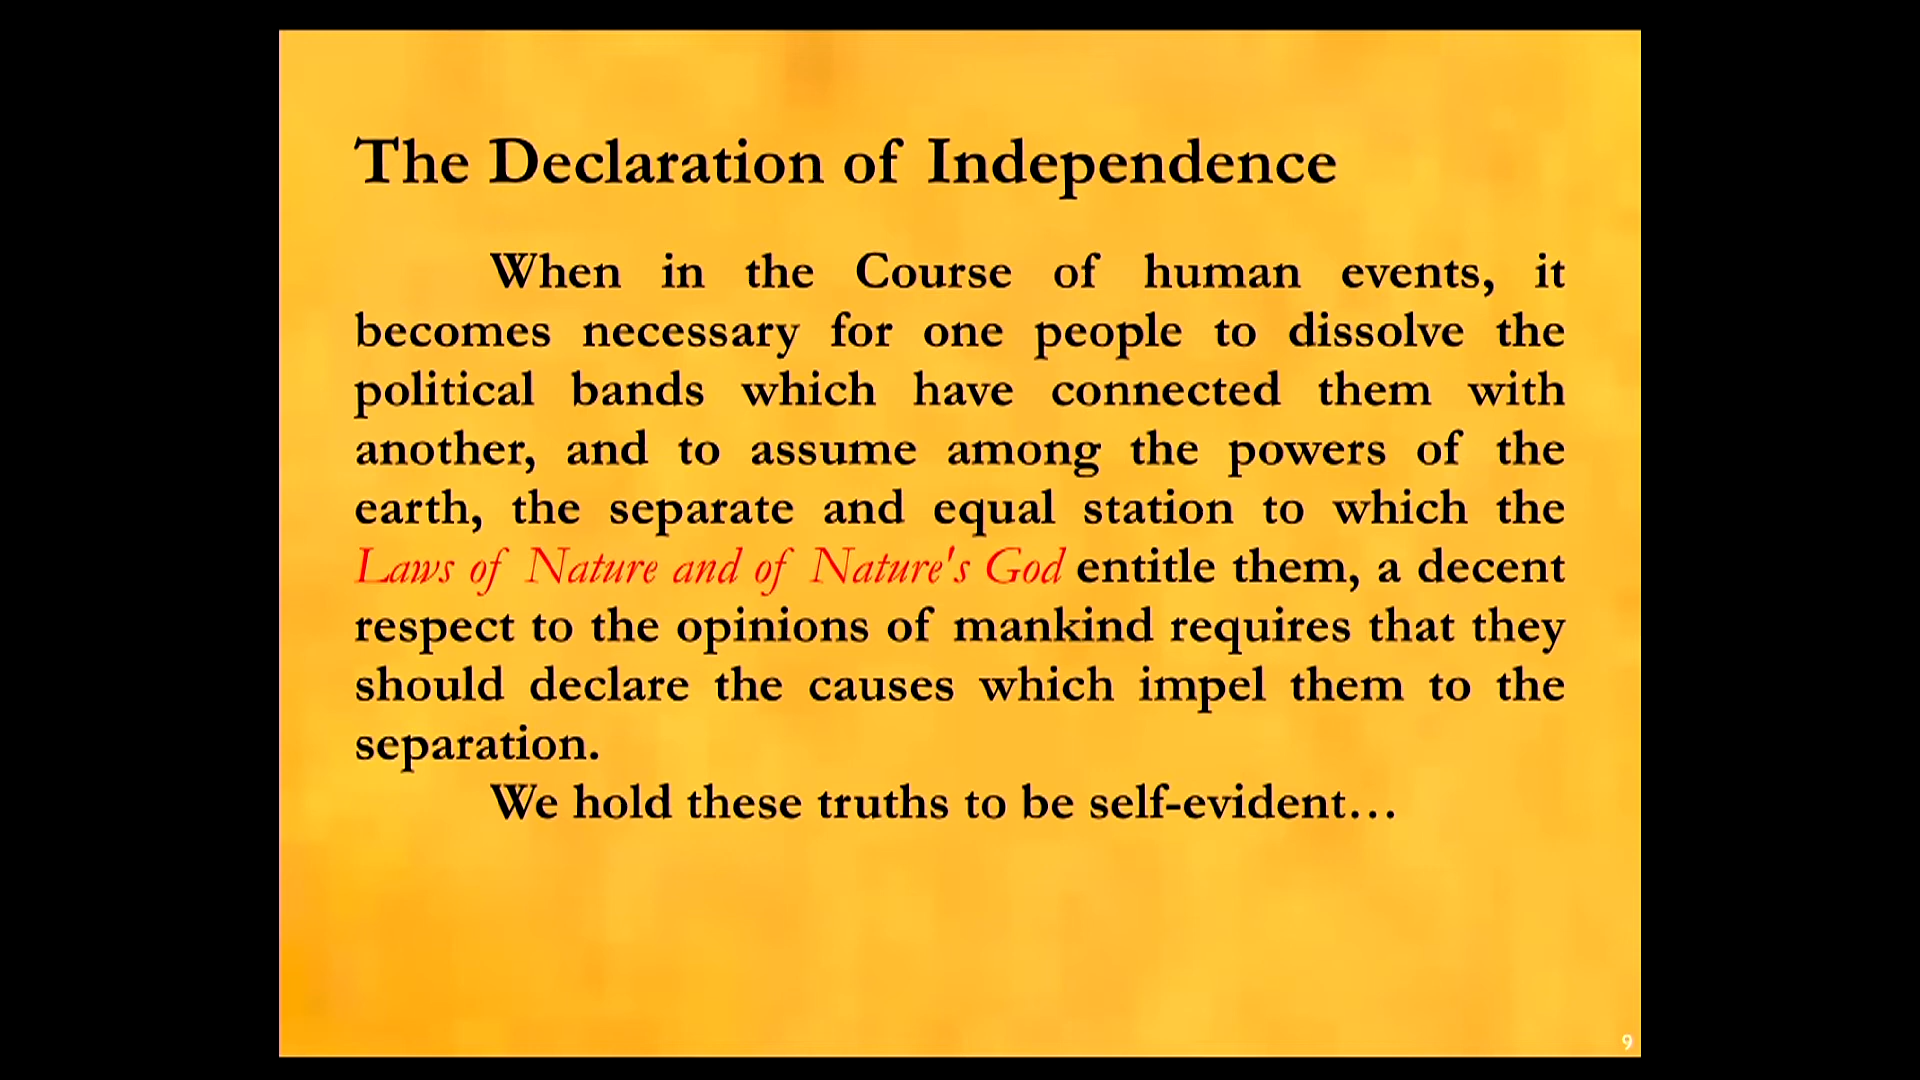 The Declaration of Independence
When in the Course of human events, it
becomes necessary for one people to dissolve the
political bands which have connected them with
another, and to assume among the powers of the
earth, the separate and equal station to which the
Laws of Nature and of Nature's God entitle them, a decent
respect to the opinions of mankind requires that they
should declare the causes which impel them to the
separation.
We hold these truths to be self-evident…
9